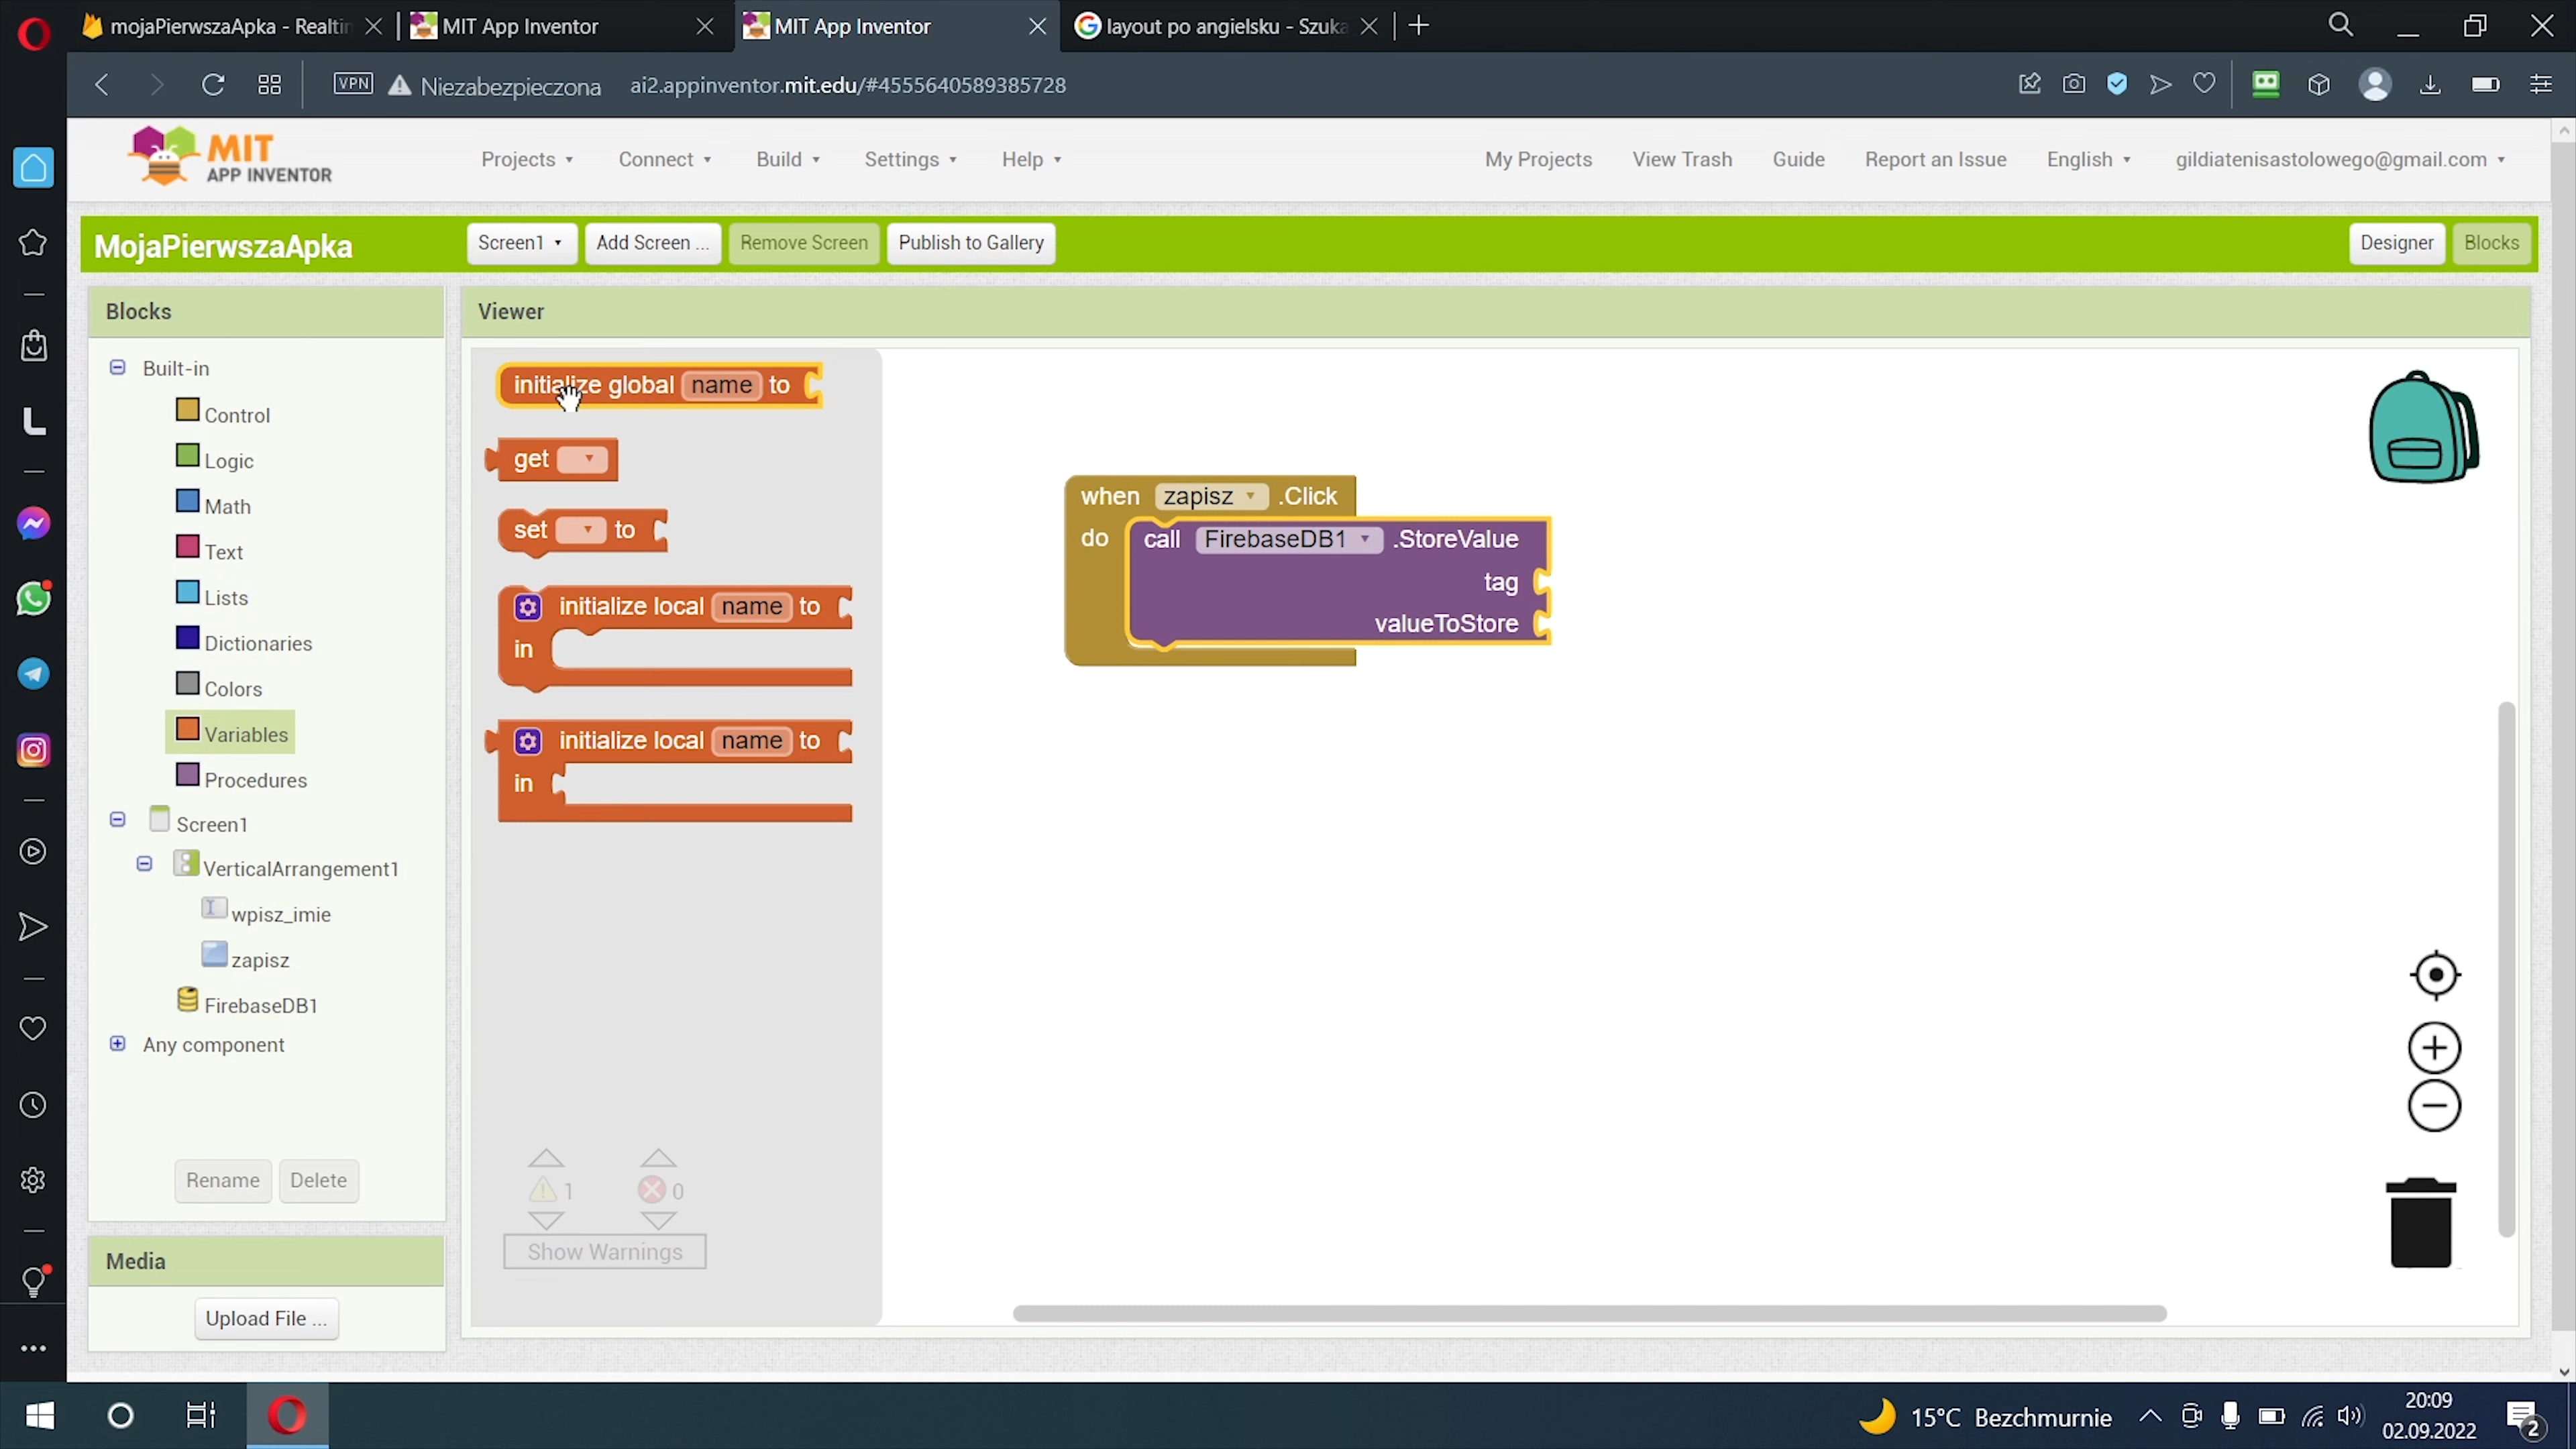 mojaPierwszaApka - Realtin
MIT App Inventor
MIT App Inventor
layout po angielsku - Szuka
VPN
Niezabezpieczona
ai2.appinventor.mit.edu/#4555640589385728
MIT
APP INVENTOR
Projects
Connect
Build
Settings
Help
My Projects
View Trash
Guide
Report an Issue
English
gildiatenisastolowego@gmail.com
MojaPierwszaApka
Screen1
Add Screen ...
Remove Screen
Publish to Gallery
Designer
Blocks
Blocks
Built-in
Control
Logic
Math
Text
Lists
Dictionaries
Colors
Variables
Procedures
Screen1
VerticalArrangement1
wpisz_imie
zapisz
FirebaseDB1
Any component
Rename
Delete
Media
Upload File ...
Viewer
initialize global name to
get
set to
initialize local name to
in
initialize local name to
in
1
0
Show Warnings
when zapisz .Click
do call FirebaseDB1 .StoreValue
tag
valueToStore
15°C Bezchmurnie
20:09
02.09.2022
2